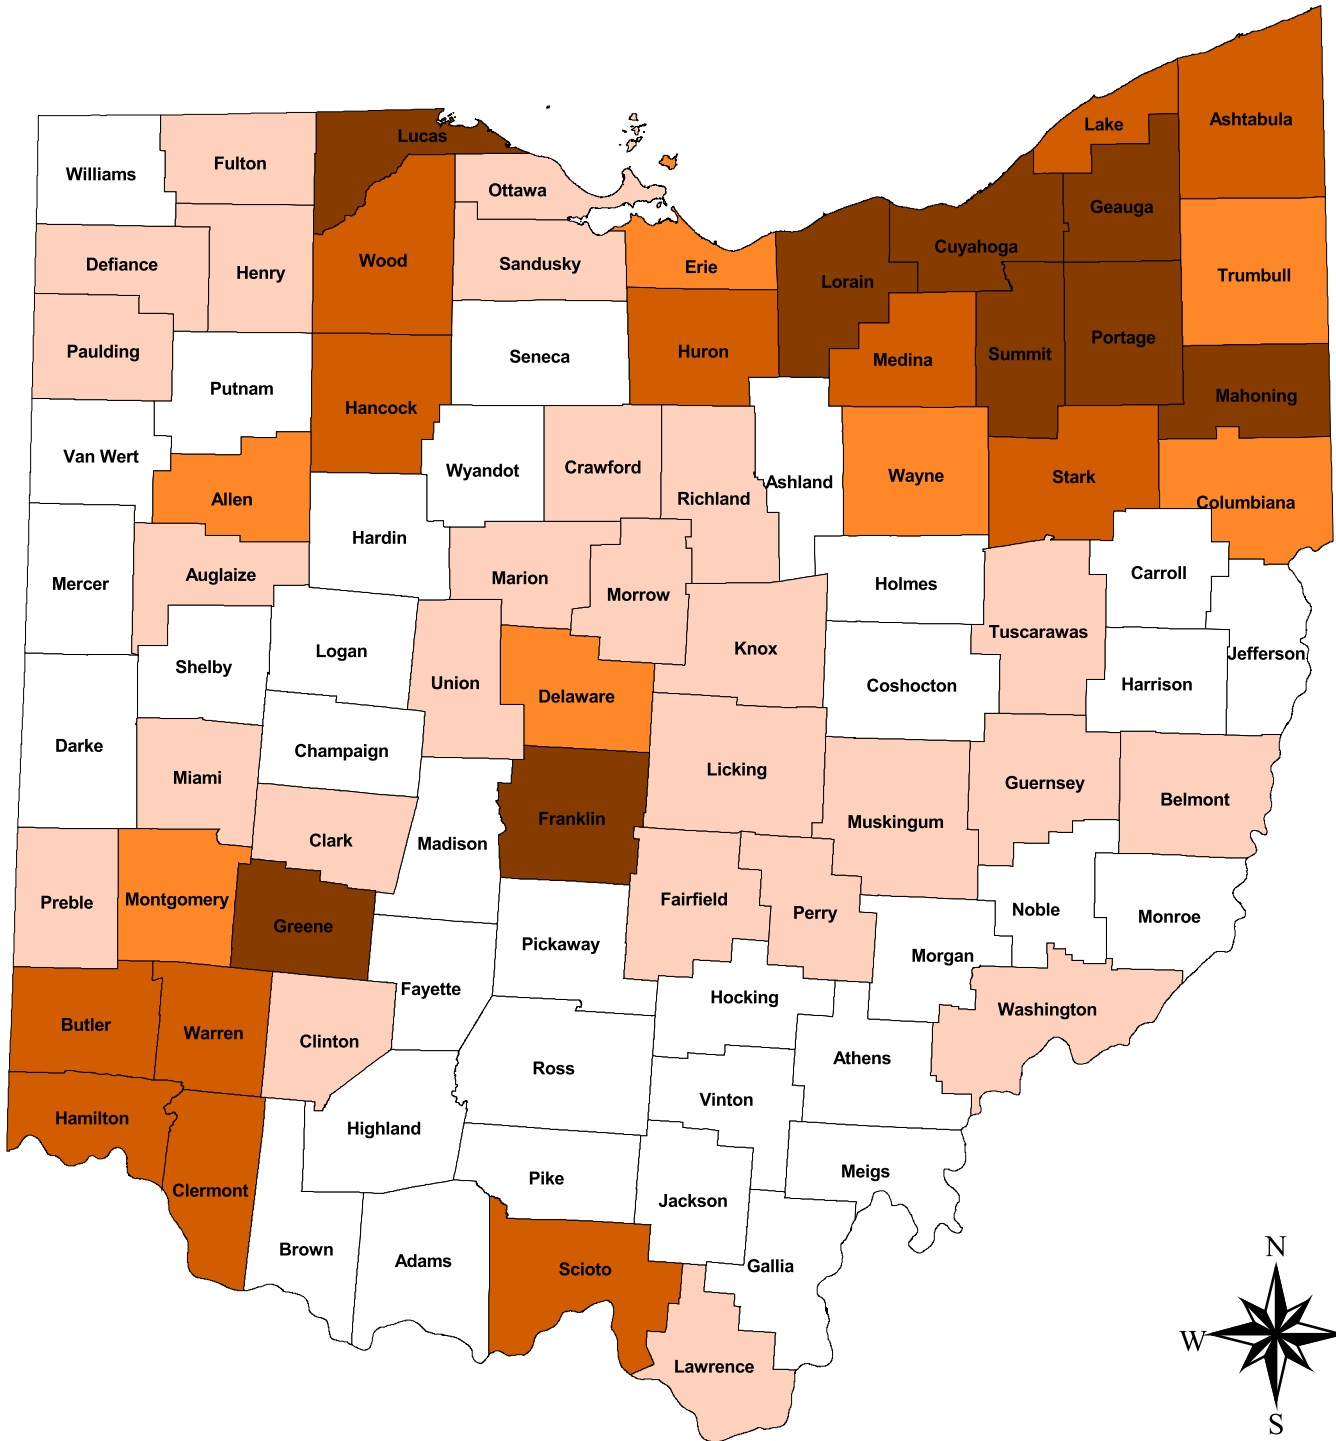 Lake
Ashtabula
Lucas
Fulton
Williams
Ottawa
Geauga
Cuyahoga
Wood
Sandusky
Defiance
Henry
Erie
Lorain
Trumbull
Paulding
Putnam
Seneca
Huron
Medina
Summit
Portage
Mahoning
Hancock
Van Wert
Allen
Wyandot
Crawford
Richland
Ashland
Wayne
Stark
Columbiana
Hardin
Mercer
Auglaize
Marion
Morrow
Holmes
Carroll
Tuscarawas
Jefferson
Shelby
Logan
Union
Knox
Delaware
Coshocton
Harrison
Darke
Champaign
Miami
Licking
Guernsey
Belmont
Clark
Madison
Franklin
Muskingum
Preble
Montgomery
Greene
Fairfield
Perry
Noble
Monroe
Pickaway
Morgan
Fayette
Hocking
Washington
Butler
Warren
Clinton
Ross
Athens
Vinton
Hamilton
Highland
Clermont
Pike
Jackson
Meigs
Brown
Adams
Scioto
Gallia
Lawrence
N
W
S